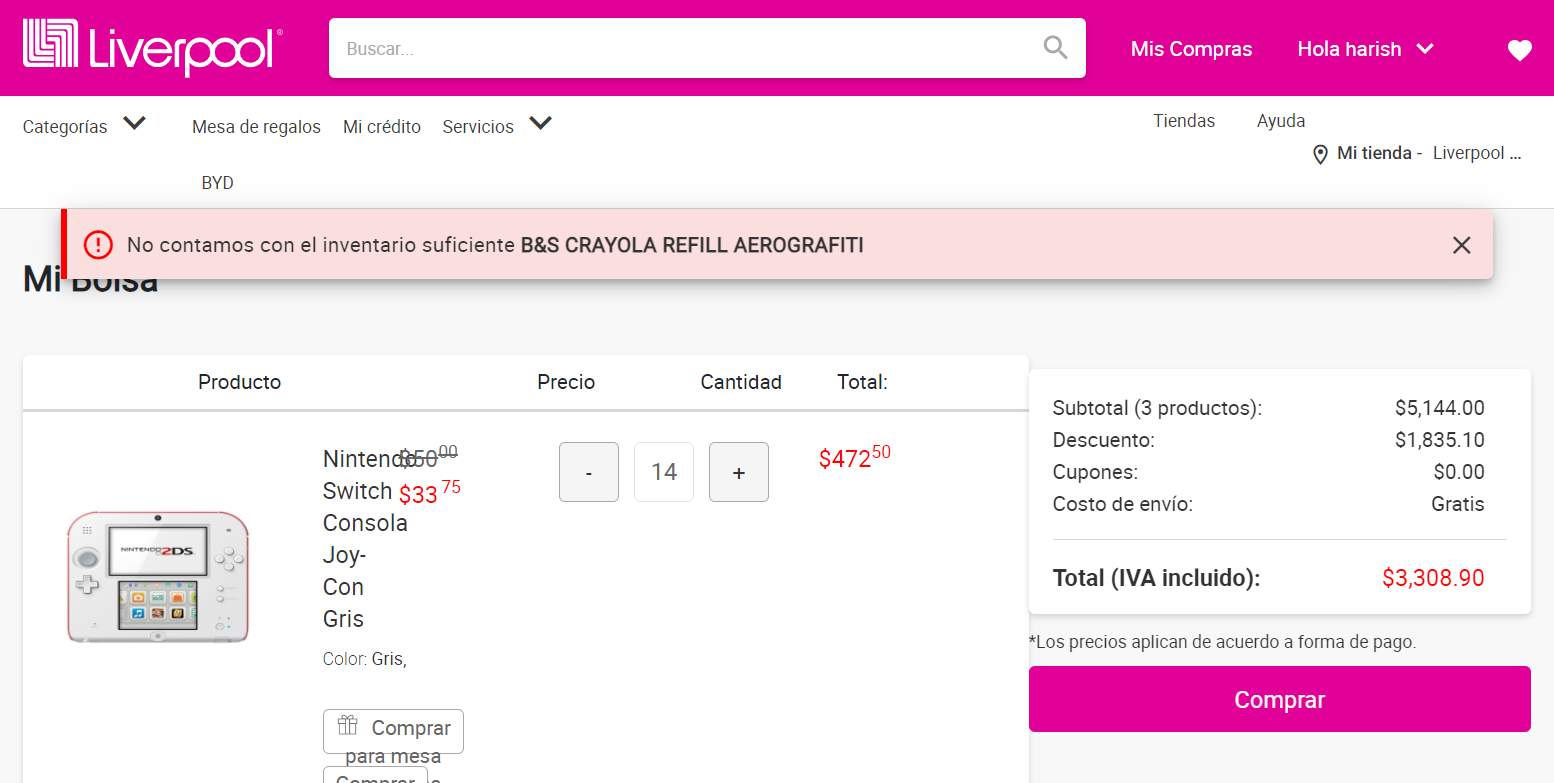 Liverpool®
Buscar...
Mis Compras
Hola harish
Categorías
Mesa de regalos
Mi crédito
Servicios
Tiendas
Ayuda
Mi tienda - Liverpool ...
BYD
No contamos con el inventario suficiente B&S CRAYOLA REFILL AEROGRAFITI
Mi Bolsa
Producto
Precio
Cantidad
Total:
Nintendo
Switch
Consola
Joy-
Con
Gris
$50 00
$33 75
-
14
+
$472 50
NINTENDO 2DS
Color: Gris,
Comprar
para mesa
Comprar
Subtotal (3 productos): $5,144.00
Descuento: $1,835.10
Cupones: $0.00
Costo de envío: Gratis
Total (IVA incluido): $3,308.90
*Los precios aplican de acuerdo a forma de pago.
Comprar